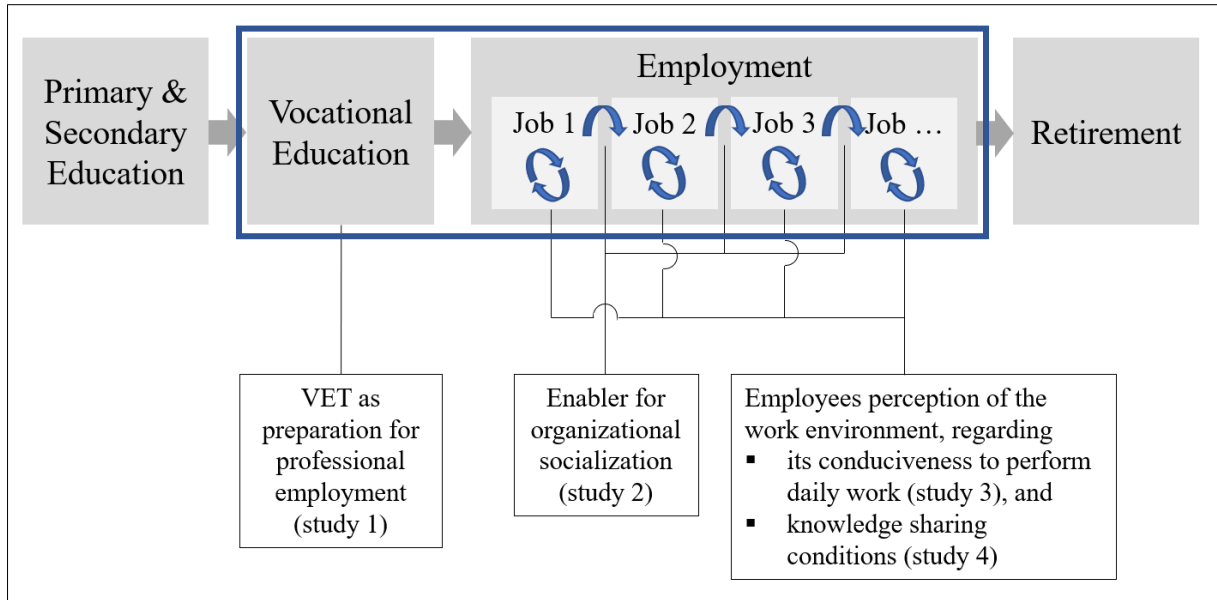 Primary &
Secondary
Education
Vocational
Education
Employment
Job 1
Job 2
Job 3
Job …
Retirement
VET as
preparation for
professional
employment
(study 1)
Enabler for
organizational
socialization
(study 2)
Employees perception of the
work environment, regarding
▪ its conduciveness to perform
daily work (study 3), and
▪ knowledge sharing
conditions (study 4)